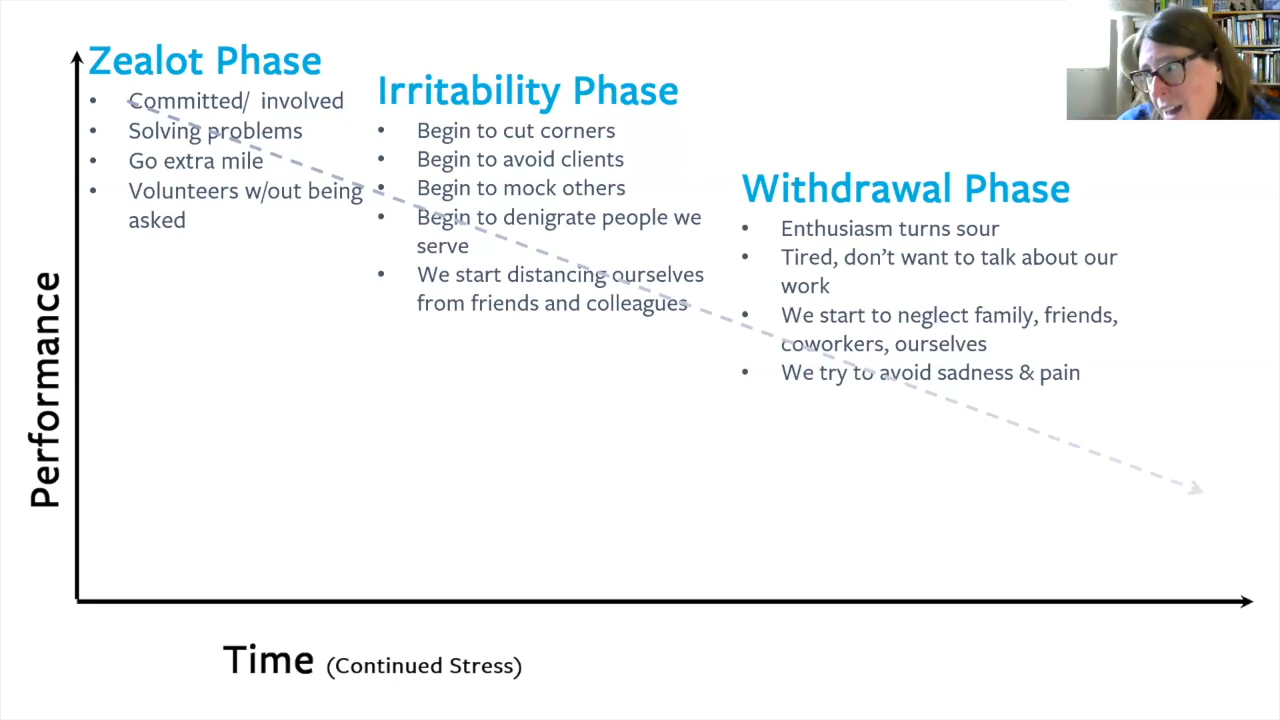 Zealot Phase
• Committed/ involved
• Solving problems
• Go extra mile
• Volunteers w/out being
asked
Irritability Phase
• Begin to cut corners
• Begin to avoid clients
• Begin to mock others
• Begin to denigrate people we
serve
• We start distancing ourselves
from friends and colleagues
Withdrawal Phase
• Enthusiasm turns sour
• Tired, don’t want to talk about our
work
• We start to neglect family, friends,
coworkers, ourselves
• We try to avoid sadness & pain
Performance
Time (Continued Stress)